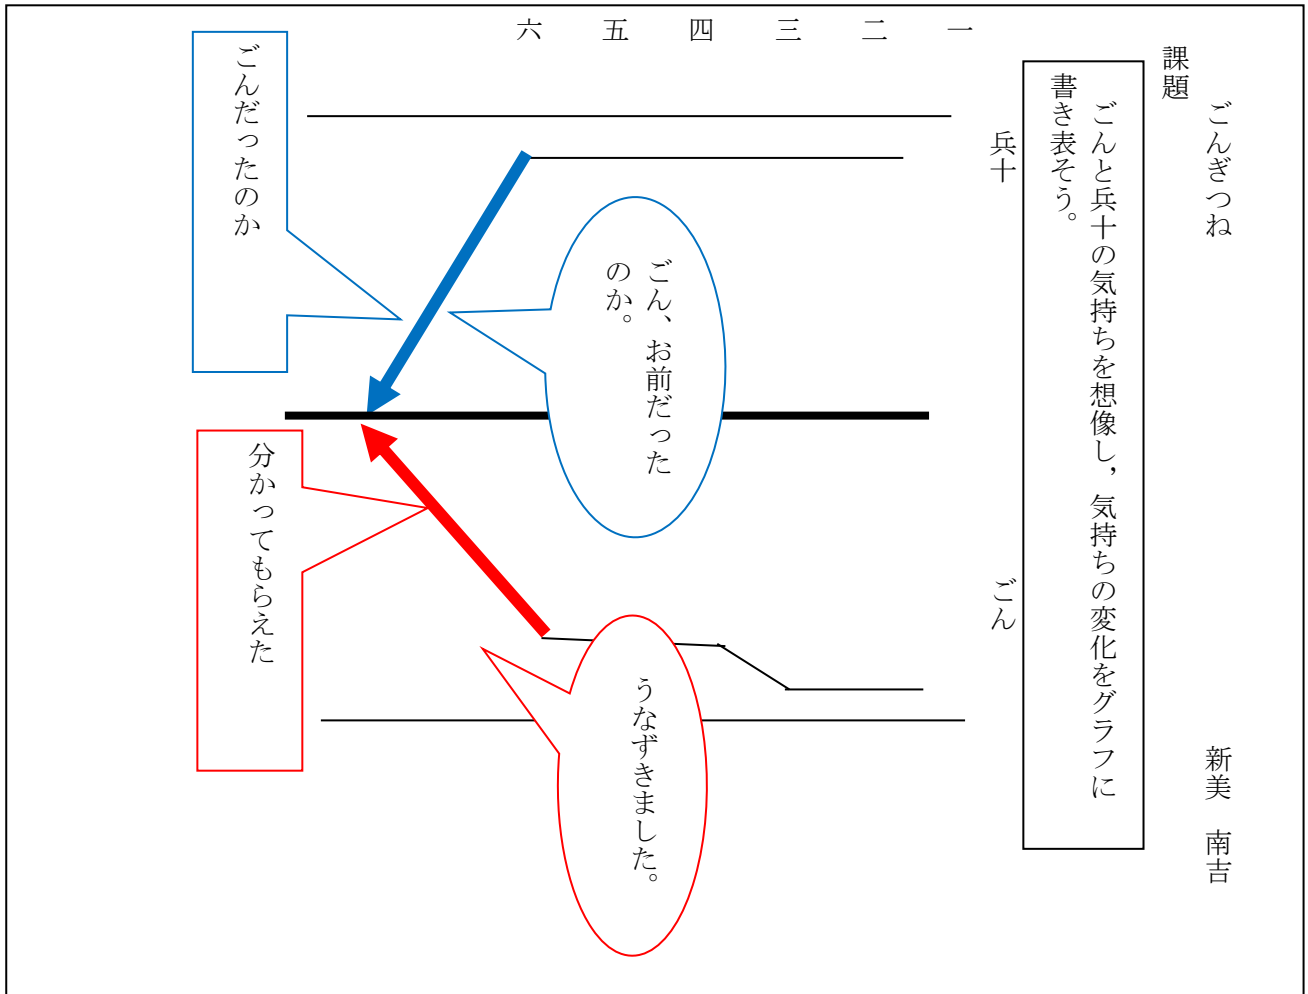 ごんぎつね　新美　南吉
課題
ごんと兵十の気持ちを想像し，気持ちの変化をグラフに
書き表そう。
兵十
ごん
一
二
三
四
五
六
ごん、お前だった
のか。
うなずきました。
ごんだったのか
分かってもらえた